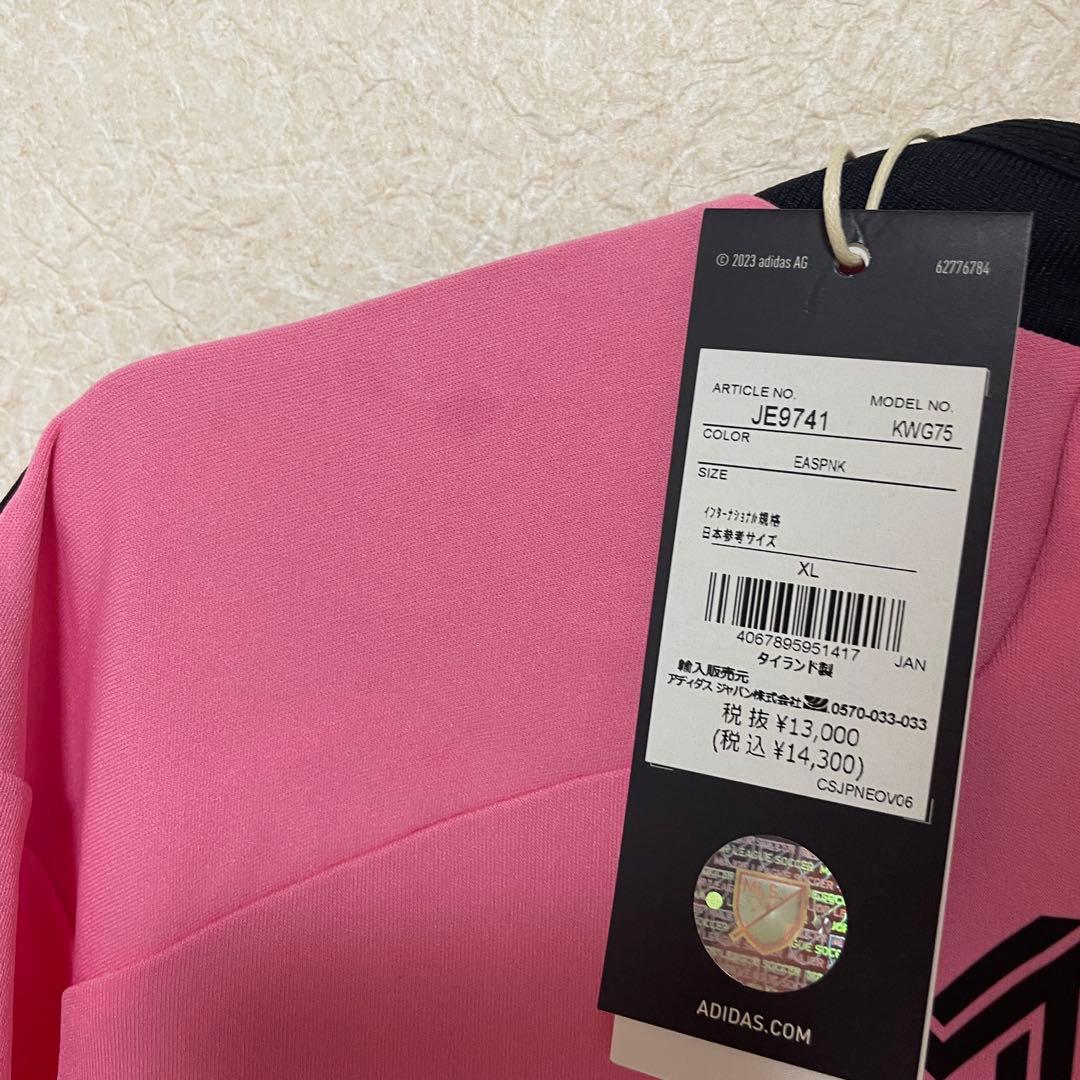 © 2023 adidas AG
62776784
ARTICLE NO.
JE9741
MODEL NO.
KWG75
COLOR
EASPNK
SIZE
インターナショナル規格
日本参考サイズ
XL
4067895951417
JAN
タイランド製
輸入販売元
アディダス ジャパン株式会社 0570-033-033
税抜 ¥13,000
(税込 ¥14,300)
CSJPNEOV06
LEAGUE SOCCER
MLS
ADIDAS.COM